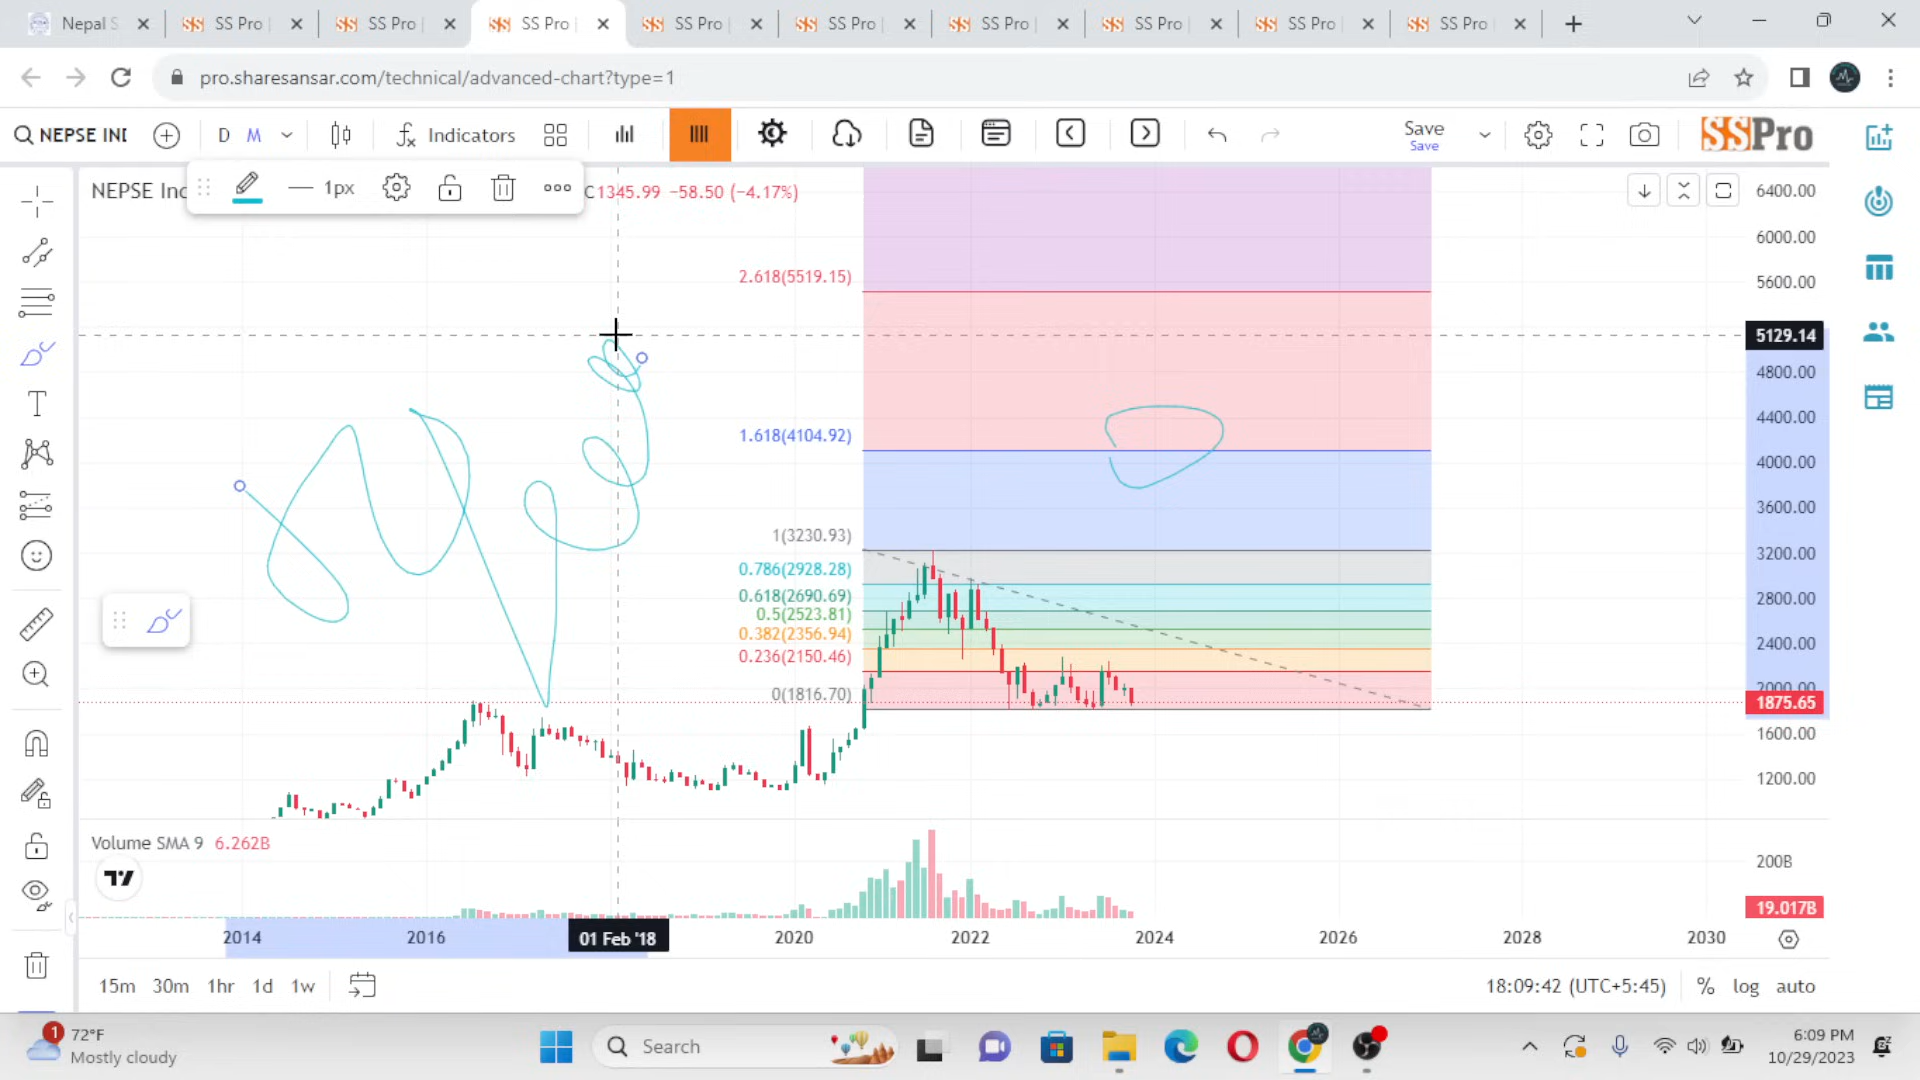 Nepal S
SS Pro
SS Pro
SS Pro
SS Pro
SS Pro
SS Pro
SS Pro
SS Pro
SS Pro
pro.sharesansar.com/technical/advanced-chart?type=1
NEPSE IND
D M
Indicators
Save
Save
SSPro
NEPSE Inc
1px
C1345.99 −58.50 (−4.17%)
2.618(5519.15)
1.618(4104.92)
1(3230.93)
0.786(2928.28)
0.618(2690.69)
0.5(2523.81)
0.382(2356.94)
0.236(2150.46)
0(1816.70)
6400.00
6000.00
5600.00
5129.14
4800.00
4400.00
4000.00
3600.00
3200.00
2800.00
2400.00
2000.00
1875.65
1600.00
1200.00
Volume SMA 9 6.262B
200B
19.017B
2014 2016 01 Feb '18 2020 2022 2024 2026 2028 2030
15m 30m 1hr 1d 1w
18:09:42 (UTC+5:45) % log auto
1
72°F
Mostly cloudy
Search
6:09 PM
10/29/2023